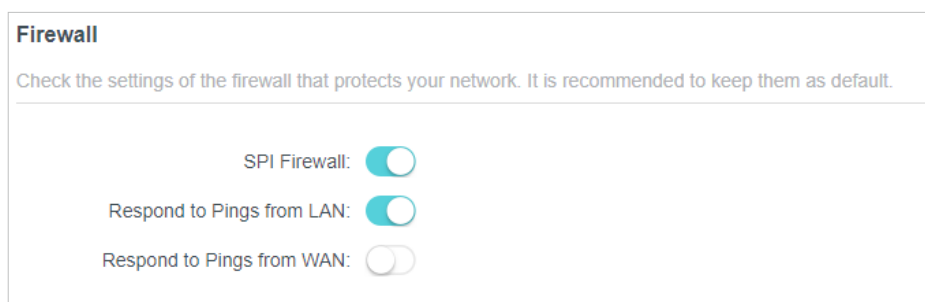 Firewall
Check the settings of the firewall that protects your network. It is recommended to keep them as default.
SPI Firewall:
Respond to Pings from LAN:
Respond to Pings from WAN: